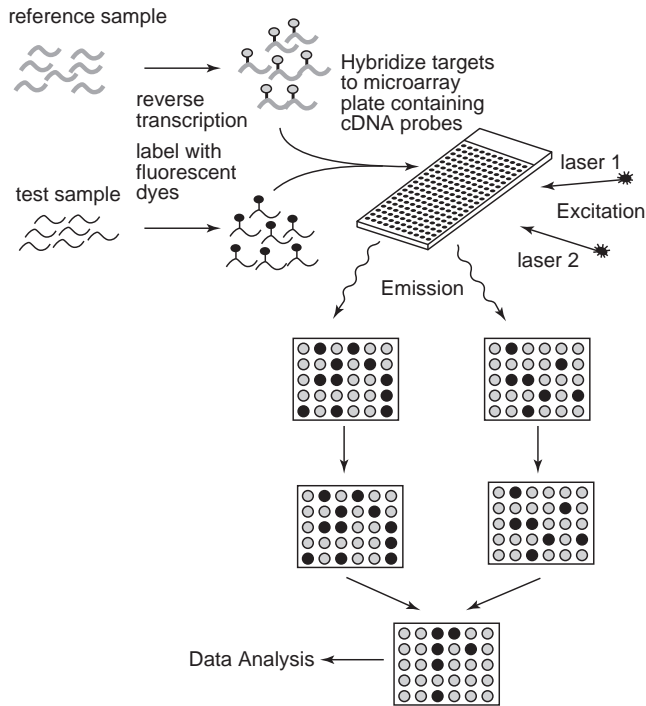 reference sample
Hybridize targets
to microarray
plate containing
cDNA probes
reverse
transcription
label with
fluorescent
dyes
test sample
laser 1
Excitation
laser 2
Emission
Data Analysis